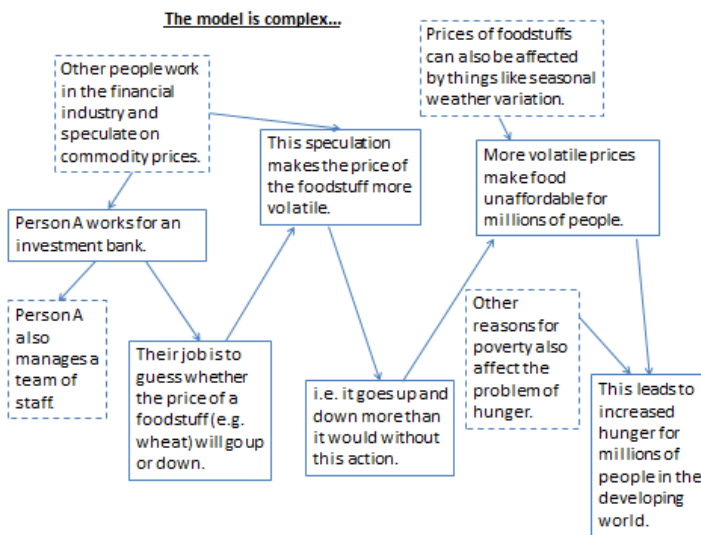 The model is complex...
Other people work
in the financial
industry and
speculate on
commodity prices.
Prices of foodstuffs
can also be affected
by things like seasonal
weather variation.
This speculation
makes the price of
the foodstuff more
volatile.
More volatile prices
make food
unaffordable for
millions of people.
Person A works for an
investment bank.
Person A
also
manages a
team of
staff.
Their job is to
guess whether
the price of a
foodstuff (e.g.
wheat) will go up
or down.
i.e. it goes up and
down more than
it would without
this action.
Other
reasons for
poverty also
affect the
problem of
hunger.
This leads to
increased
hunger for
millions of
people in the
developing
world.